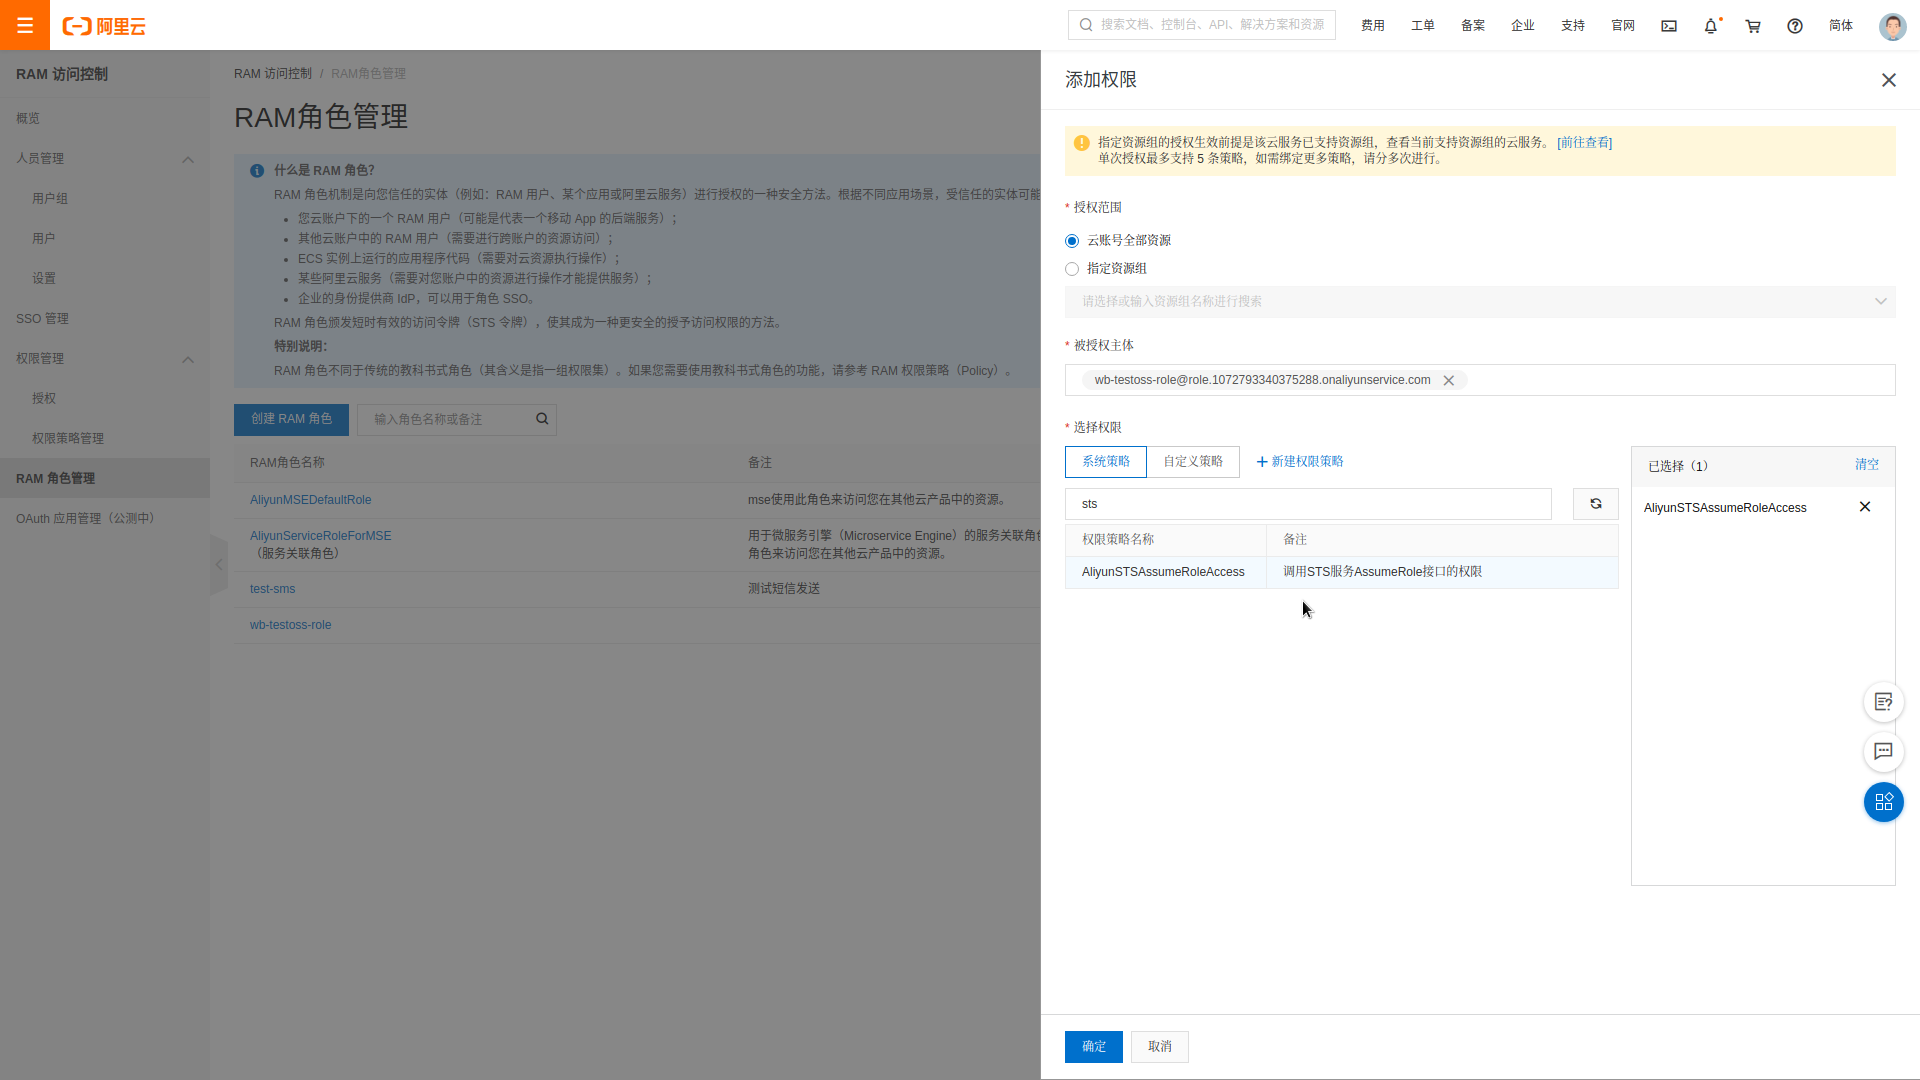 阿里云
搜索文档、控制台、API、解决方案和资源
费用
工单
备案
企业
支持
官网
简体
RAM 访问控制
概览
人员管理
用户组
用户
设置
SSO 管理
权限管理
授权
权限策略管理
RAM 角色管理
OAuth 应用管理（公测中）
RAM 访问控制 / RAM角色管理
RAM角色管理
什么是 RAM 角色？
RAM 角色机制是向您信任的实体（例如：RAM 用户、某个应用或阿里云服务）进行授权的一种安全方法。根据不同应用场景，受信任的实体可能
您云账户下的一个 RAM 用户（可能是代表一个移动 App 的后端服务）；
其他云账户中的 RAM 用户（需要进行跨账户的资源访问）；
ECS 实例上运行的应用程序代码（需要对云资源执行操作）；
某些阿里云服务（需要对您账户中的资源进行操作才能提供服务）；
企业的身份提供商 IdP，可以用于角色 SSO。
RAM 角色颁发短时有效的访问令牌（STS 令牌），使其成为一种更安全的授予访问权限的方法。
特别说明：
RAM 角色不同于传统的教科书式角色（其含义是指一组权限集）。如果您需要使用教科书式角色的功能，请参考 RAM 权限策略（Policy）。
创建 RAM 角色
输入角色名称或备注
RAM角色名称 备注
AliyunMSEDefaultRole mse使用此角色来访问您在其他云产品中的资源。
AliyunServiceRoleForMSE 用于微服务引擎（Microservice Engine）的服务关联角
（服务关联角色） 角色来访问您在其他云产品中的资源。
test-sms 测试短信发送
wb-testoss-role
添加权限
指定资源组的授权生效前提是该云服务已支持资源组，查看当前支持资源组的云服务。 [前往查看]
单次授权最多支持 5 条策略，如需绑定更多策略，请分多次进行。
* 授权范围
云账号全部资源
指定资源组
请选择或输入资源组名称进行搜索
* 被授权主体
wb-testoss-role@role.1072793340375288.onaliyunservice.com
* 选择权限
系统策略
自定义策略
新建权限策略
sts
权限策略名称 备注
AliyunSTSAssumeRoleAccess 调用STS服务AssumeRole接口的权限
已选择（1） 清空
AliyunSTSAssumeRoleAccess
确定
取消